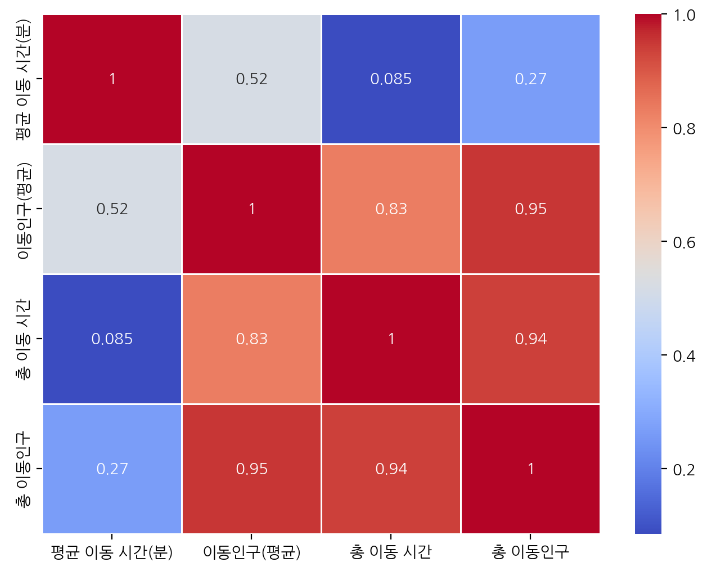 평균 이동 시간(분) 1 0.52 0.085 0.27
이동인구(평균) 0.52 1 0.83 0.95
총 이동 시간 0.085 0.83 1 0.94
총 이동인구 0.27 0.95 0.94 1
평균 이동 시간(분) 이동인구(평균) 총 이동 시간 총 이동인구
1.0
0.8
0.6
0.4
0.2